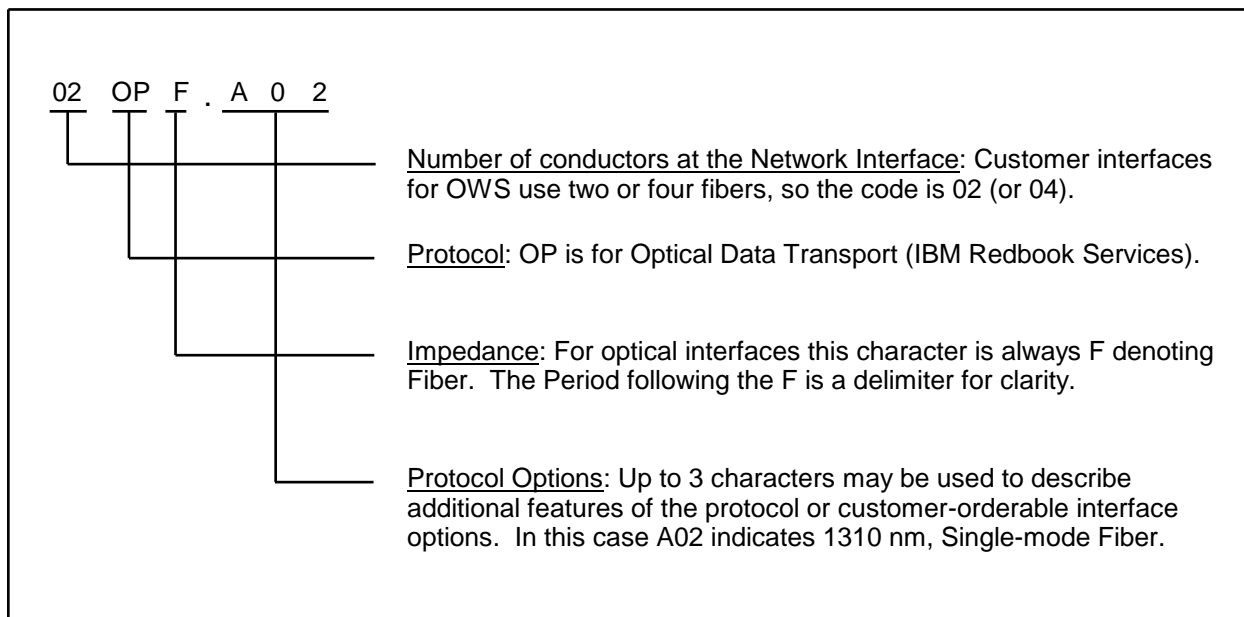 02 OP F . A 0 2
Number of conductors at the Network Interface: Customer interfaces
for OWS use two or four fibers, so the code is 02 (or 04).
Protocol: OP is for Optical Data Transport (IBM Redbook Services).
Impedance: For optical interfaces this character is always F denoting
Fiber. The Period following the F is a delimiter for clarity.
Protocol Options: Up to 3 characters may be used to describe
additional features of the protocol or customer-orderable interface
options. In this case A02 indicates 1310 nm, Single-mode Fiber.